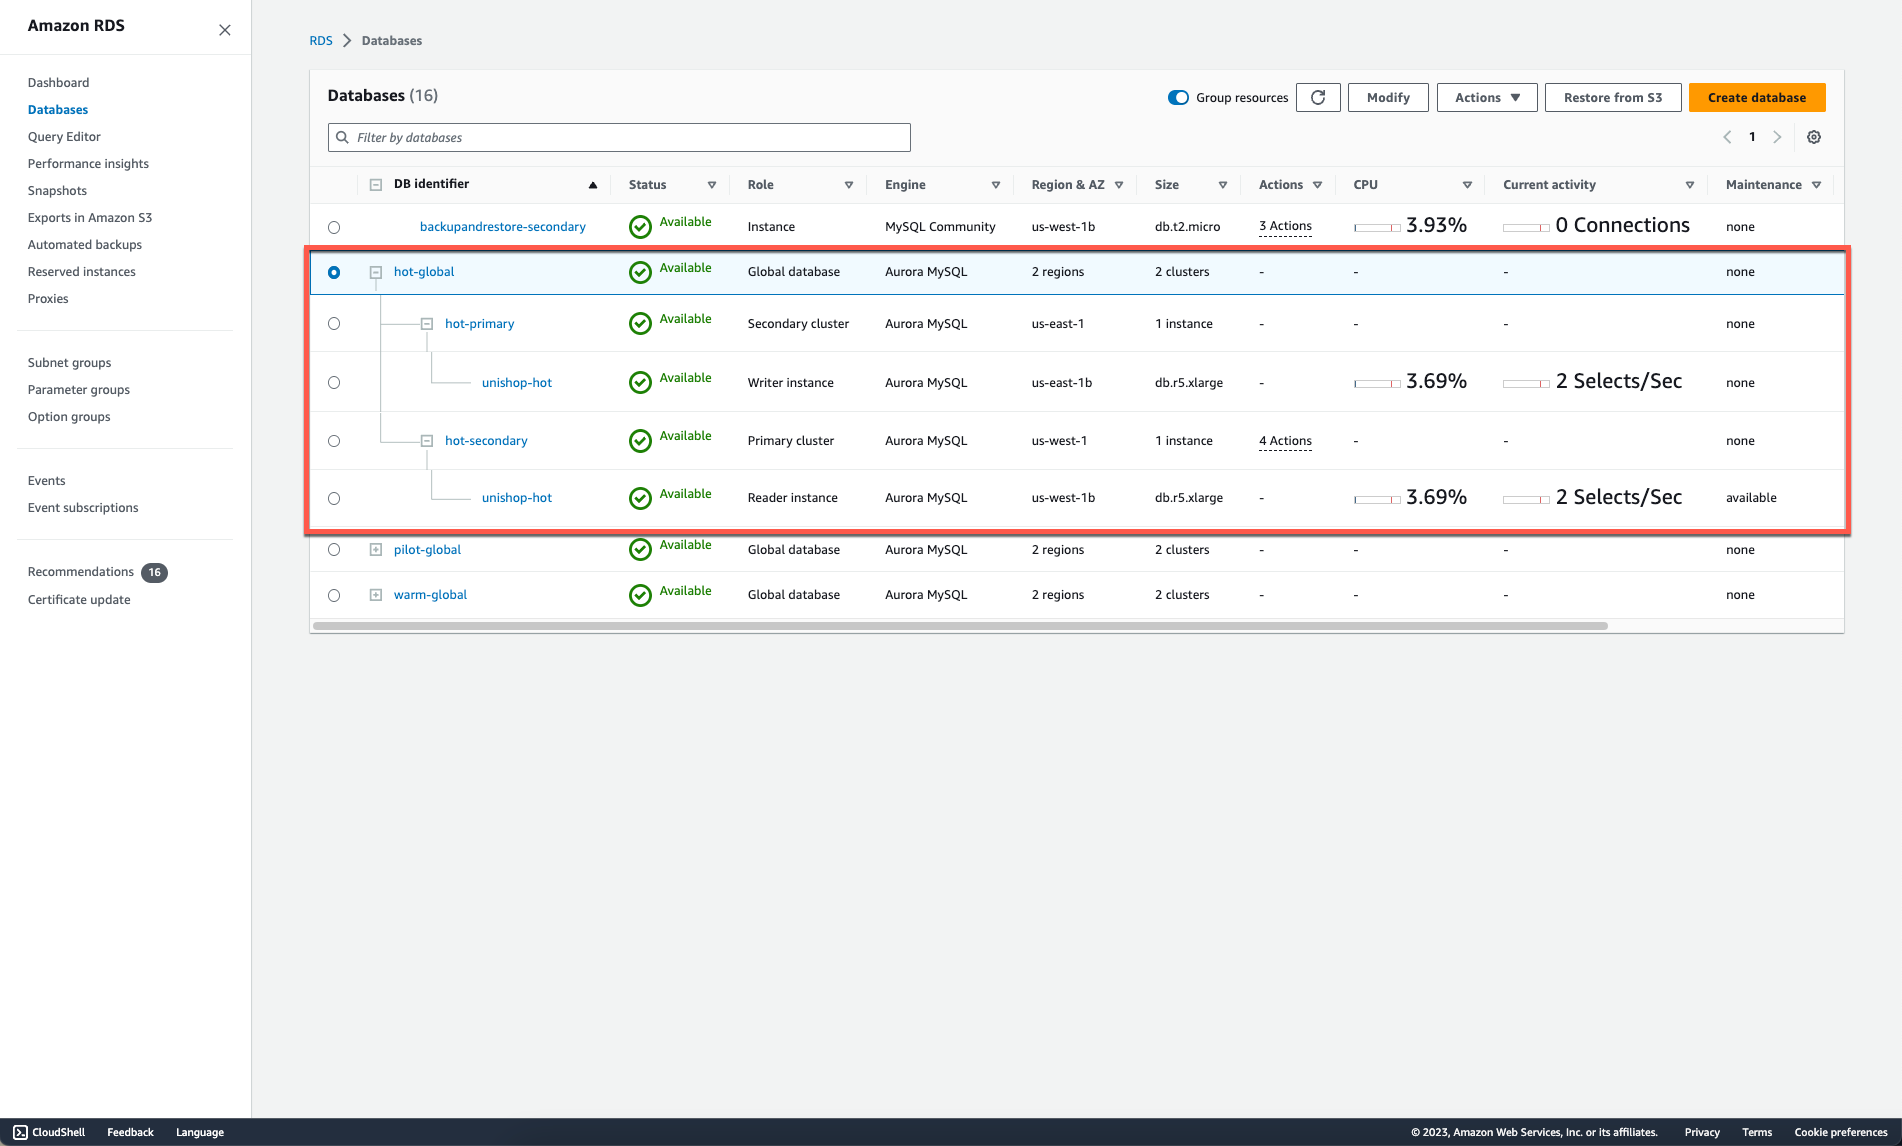 Amazon RDS
Dashboard
Databases
Query Editor
Performance insights
Snapshots
Exports in Amazon S3
Automated backups
Reserved instances
Proxies
Subnet groups
Parameter groups
Option groups
Events
Event subscriptions
Recommendations 16
Certificate update
RDS Databases
Databases (16)
Group resources Modify Actions Restore from S3 Create database
Filter by databases
1
DB identifier Status Role Engine Region & AZ Size Actions CPU Current activity Maintenance
backupandrestore-secondary Available Instance MySQL Community us-west-1b db.t2.micro 3 Actions 3.93% 0 Connections none
hot-global Available Global database Aurora MySQL 2 regions 2 clusters - - - none
hot-primary Available Secondary cluster Aurora MySQL us-east-1 1 instance - - - none
unishop-hot Available Writer instance Aurora MySQL us-east-1b db.r5.xlarge - 3.69% 2 Selects/Sec none
hot-secondary Available Primary cluster Aurora MySQL us-west-1 1 instance 4 Actions - - none
unishop-hot Available Reader instance Aurora MySQL us-west-1b db.r5.xlarge - 3.69% 2 Selects/Sec available
pilot-global Available Global database Aurora MySQL 2 regions 2 clusters - - - none
warm-global Available Global database Aurora MySQL 2 regions 2 clusters - - - none
CloudShell Feedback Language © 2023, Amazon Web Services, Inc. or its affiliates. Privacy Terms Cookie preferences